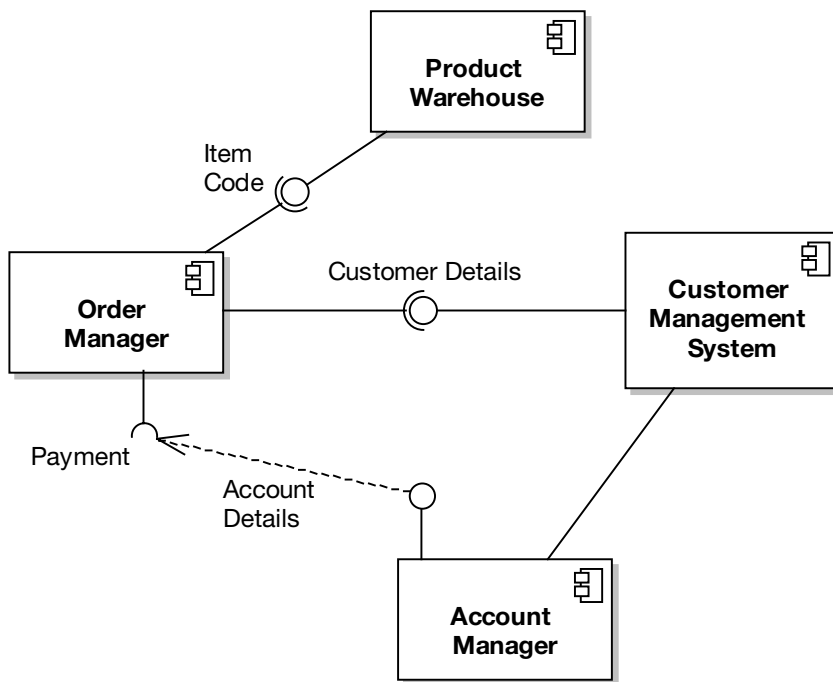 Product
Warehouse
Item
Code
Order
Manager
Customer Details
Customer
Management
System
Payment
Account
Details
Account
Manager